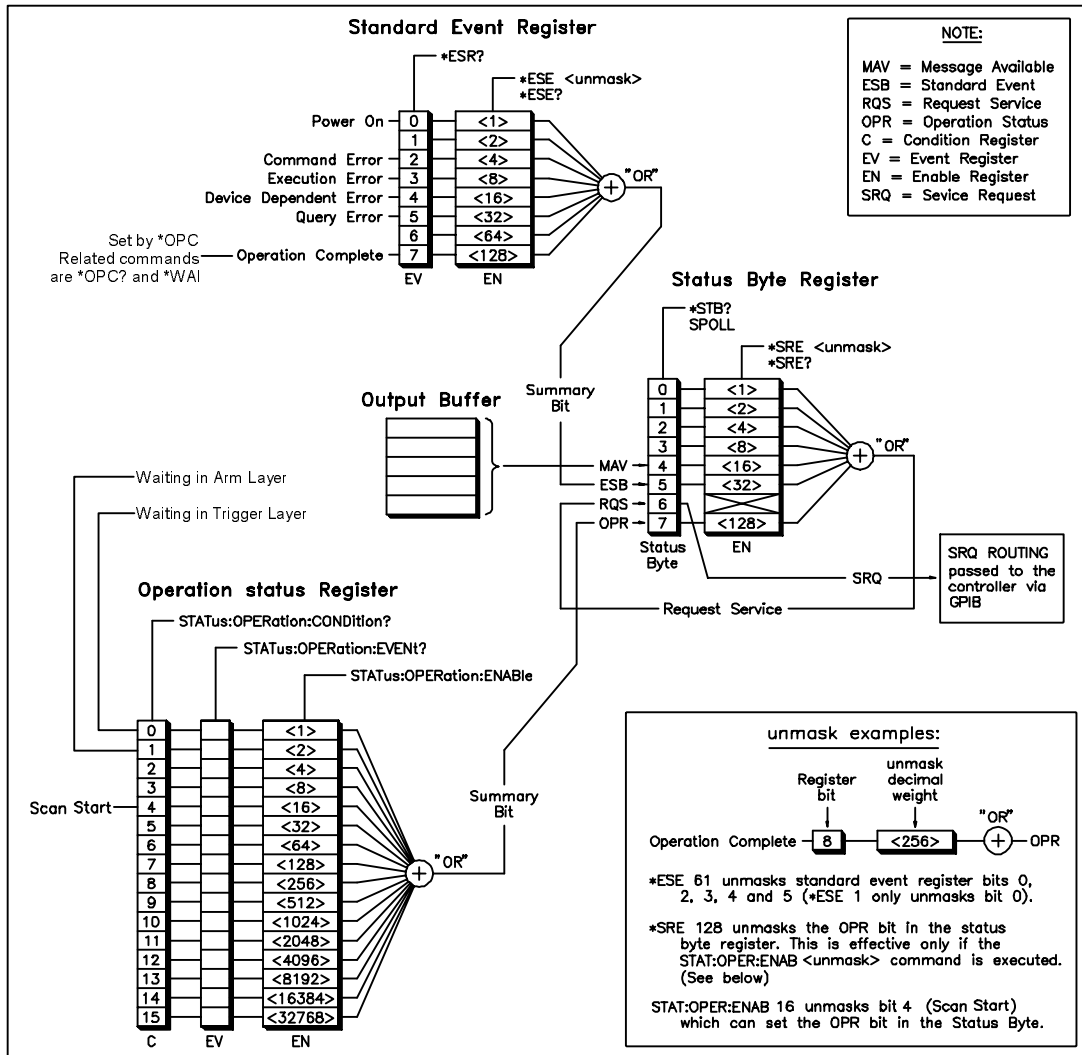 Standard Event Register
*ESR?
*ESE <unmask>
*ESE?
Power On
0
<1>
1
<2>
Command Error
2
<4>
Execution Error
3
<8>
Device Dependent Error
4
<16>
Query Error
5
<32>
6
<64>
Operation Complete
7
<128>
EV
EN
"OR"
+
Set by *OPC
Related commands
are *OPC? and *WAI
NOTE:
MAV = Message Available
ESB = Standard Event
RQS = Request Service
OPR = Operation Status
C = Condition Register
EV = Event Register
EN = Enable Register
SRQ = Sevice Request
Status Byte Register
*STB?
SPOLL
*SRE <unmask>
*SRE?
Summary
Bit
Output Buffer
0
<1>
1
<2>
2
<4>
3
<8>
MAV
4
<16>
ESB
5
<32>
RQS
6
OPR
7
<128>
Status
Byte
EN
"OR"
+
SRQ
Request Service
SRQ ROUTING
passed to the
controller via
GPIB
Waiting in Arm Layer
Waiting in Trigger Layer
Operation status Register
STATus:OPERation:CONDition?
STATus:OPERation:EVENt?
STATus:OPERation:ENABle
0
<1>
1
<2>
2
<4>
3
<8>
Scan Start
4
<16>
5
<32>
6
<64>
7
<128>
8
<256>
9
<512>
10
<1024>
11
<2048>
12
<4096>
13
<8192>
14
<16384>
15
<32768>
C
EV
EN
"OR"
+
Summary
Bit
unmask examples:
Register
bit
unmask
decimal
weight
Operation Complete
8
<256>
"OR"
+
OPR
*ESE 61 unmasks standard event register bits 0,
2, 3, 4 and 5 (*ESE 1 only unmasks bit 0).
*SRE 128 unmasks the OPR bit in the status
byte register. This is effective only if the
STAT:OPER:ENAB <unmask> command is executed.
(See below)
STAT:OPER:ENAB 16 unmasks bit 4 (Scan Start)
which can set the OPR bit in the Status Byte.